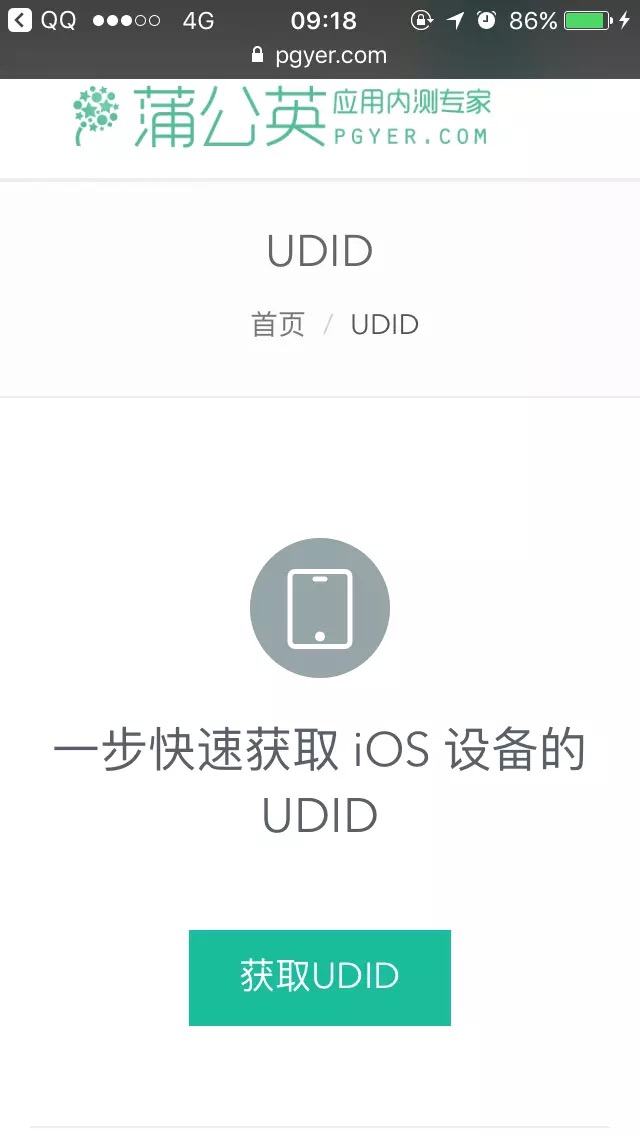 QQ 4G 09:18 86%
pgyer.com
蒲公英 应用内测专家
PGYER.COM
UDID
首页 / UDID
一步快速获取 iOS 设备的
UDID
获取UDID